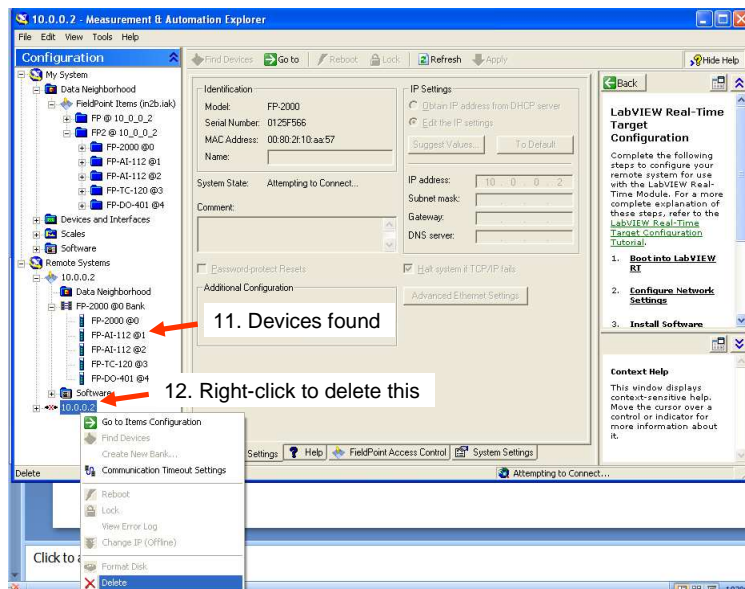 10.0.0.2 - Measurement & Automation Explorer
File Edit View Tools Help
Configuration
Find Devices Go to Reboot Lock Refresh Apply Hide Help
My System
Data Neighborhood
FieldPoint Items (in2b.iak)
FP @ 10_0_0_2
FP2 @ 10_0_0_2
FP-2000 @0
FP-AI-112 @1
FP-AI-112 @2
FP-TC-120 @3
FP-DO-401 @4
Devices and Interfaces
Scales
Software
Remote Systems
10.0.0.2
Data Neighborhood
FP-2000 @0 Bank
FP-2000 @0
FP-AI-112 @1
FP-AI-112 @2
FP-TC-120 @3
FP-DO-401 @4
Software
10.0.0.2
Identification
Model: FP-2000
Serial Number: 0125F566
MAC Address: 00:80:2f:10:aa:57
Name:
System State: Attempting to Connect...
Comment:
Password-protect Resets
Additional Configuration
IP Settings
Obtain IP address from DHCP server
Edit the IP settings
Suggest Values... To Default
IP address: 10 . 0 . 0 . 2
Subnet mask:
Gateway:
DNS server:
Halt system if TCP/IP fails
Advanced Ethernet Settings
11. Devices found
12. Right-click to delete this
Back
LabVIEW Real-Time
Target
Configuration
Complete the following
steps to configure your
remote system for use
with the LabVIEW Real-
Time Module. For a more
complete explanation of
these steps, refer to the
LabVIEW Real-Time
Target Configuration
Tutorial.
1. Boot into LabVIEW
RT
2. Configure Network
Settings
3. Install Software
Context Help
This window displays
context-sensitive help.
Move the cursor over a
control or indicator for
more information about
it.
Go to Items Configuration
Find Devices
Create New Bank...
Communication Timeout Settings
Reboot
Lock
View Error Log
Change IP (Offline)
Format Disk
Delete
Settings Help FieldPoint Access Control System Settings
Delete
Attempting to Connect...
Click to a